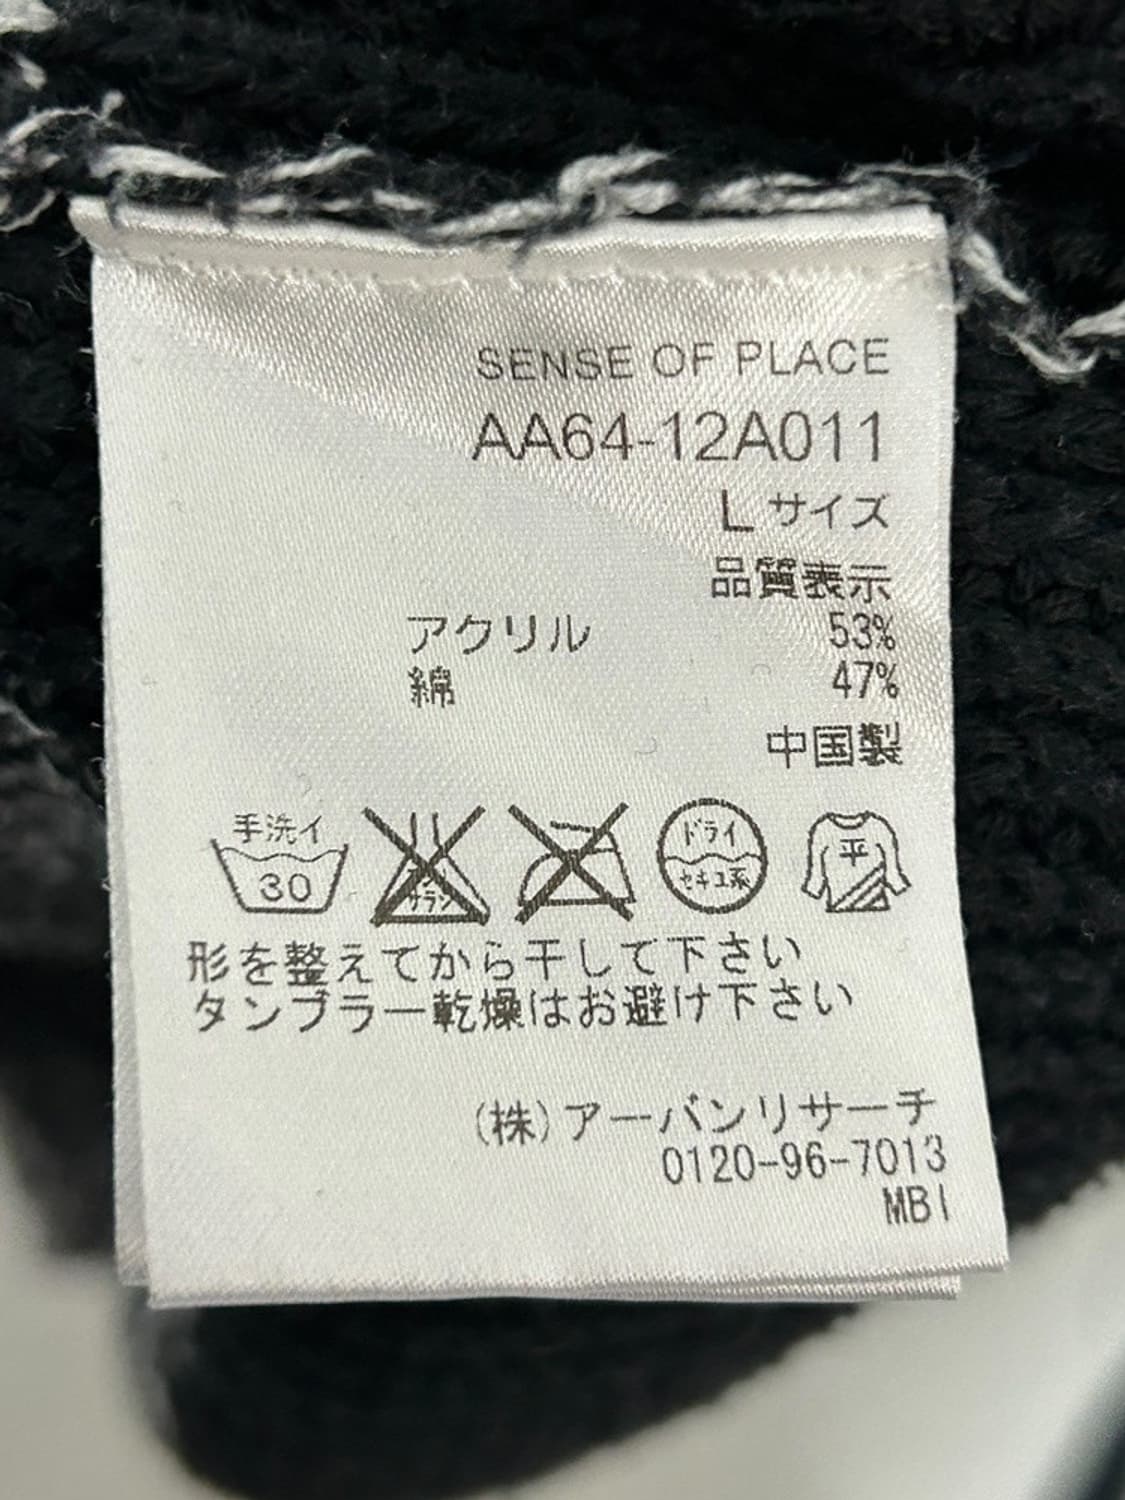 SENSE OF PLACE
AA64-12A011
L サイズ
品質表示
アクリル 53%
綿 47%
中国製
手洗イ
30
エンソ
サラシ
ドライ
セキユ系
平
形を整えてから干して下さい
タンブラー乾燥はお避け下さい
(株)アーバンリサーチ
0120-96-7013
MBI